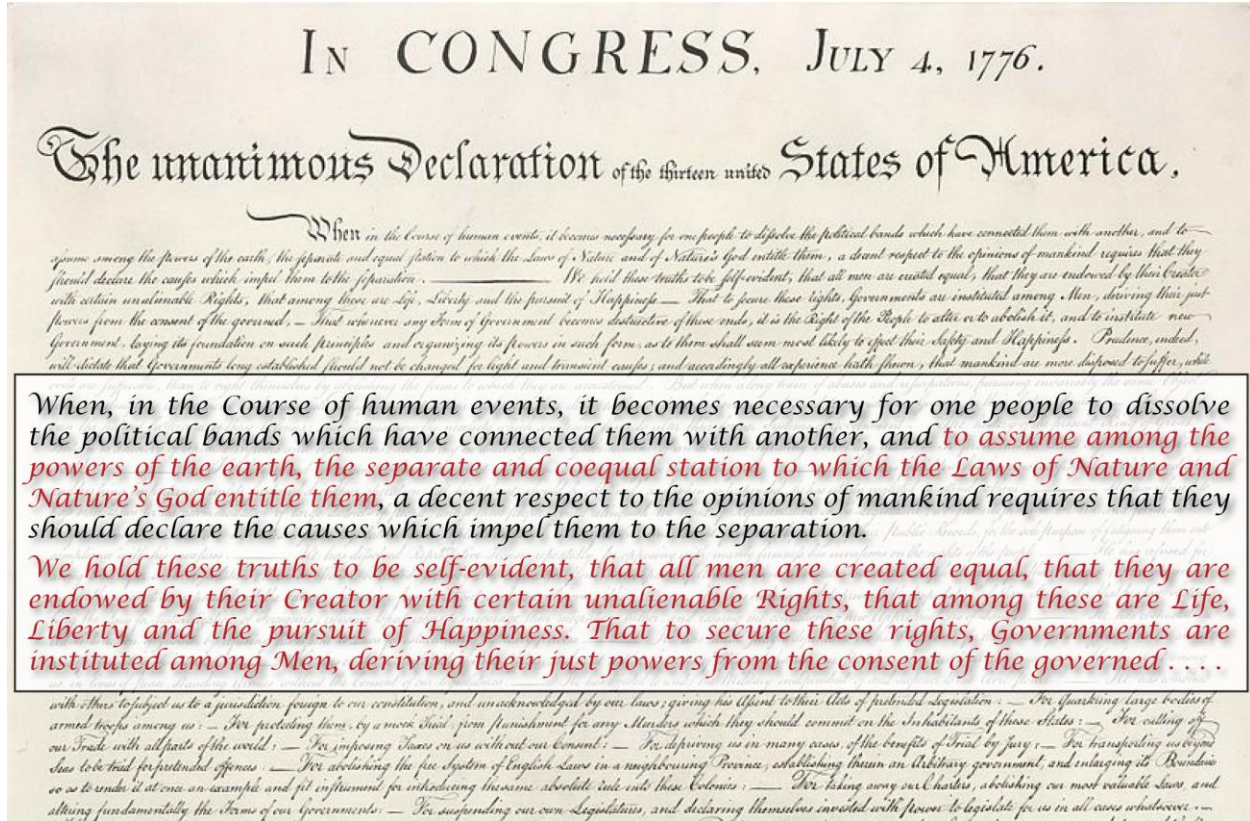 IN CONGRESS, JULY 4, 1776.
The unanimous Declaration of the thirteen united States of America,
When in the Course of human events, it becomes necessary for one people to dissolve the political bands which have connected them with another, and to
assume among the powers of the earth, the separate and equal station to which the Laws of Nature and of Nature's God entitle them, a decent respect to the opinions of mankind requires that they
should declare the causes which impel them to the separation. ——— We hold these truths to be self-evident, that all men are created equal, that they are endowed by their Creator
with certain unalienable Rights, that among these are Life, Liberty and the pursuit of Happiness — That to secure these rights, Governments are instituted among Men, deriving their just
powers from the consent of the governed, — That whenever any Form of Government becomes destructive of these ends, it is the Right of the People to alter or to abolish it, and to institute new
Government, laying its foundation on such principles and organizing its powers in such form, as to them shall seem most likely to effect their Safety and Happiness. Prudence, indeed,
will dictate that Governments long established should not be changed for light and transient causes; and accordingly all experience hath shewn, that mankind are more disposed to suffer, while
When, in the Course of human events, it becomes necessary for one people to dissolve
the political bands which have connected them with another, and to assume among the
powers of the earth, the separate and coequal station to which the Laws of Nature and
Nature's God entitle them, a decent respect to the opinions of mankind requires that they
should declare the causes which impel them to the separation.
We hold these truths to be self-evident, that all men are created equal, that they are
endowed by their Creator with certain unalienable Rights, that among these are Life,
Liberty and the pursuit of Happiness. That to secure these rights, Governments are
instituted among Men, deriving their just powers from the consent of the governed . . . .
with others to subject us to a jurisdiction foreign to our constitution, and unacknowledged by our laws; giving his Assent to their Acts of pretended Legislation: — For Quartering large bodies of
armed troops among us: — For protecting them, by a mock Trial, from punishment for any Murders which they should commit on the Inhabitants of these States: — For cutting off
our Trade with all parts of the world: — For imposing Taxes on us without our Consent: — For depriving us in many cases, of the benefits of Trial by Jury: — For transporting us beyond
Seas to be tried for pretended offences — For abolishing the free System of English Laws in a neighbouring Province, establishing therein an Arbitrary government, and enlarging its Boundaries
so as to render it at once an example and fit instrument for introducing the same absolute rule into these Colonies: — For taking away our Charters, abolishing our most valuable Laws, and
altering fundamentally the Forms of our Governments: — For suspending our own Legislatures, and declaring themselves invested with power to legislate for us in all cases whatsoever. —